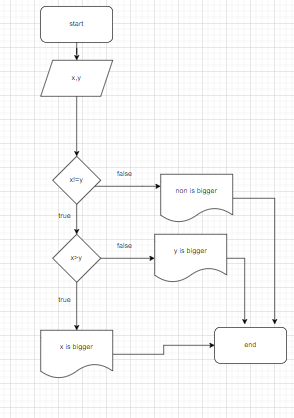 start
x,y
x!=y
false
non is bigger
true
false
x>y
y is bigger
true
x is bigger
end